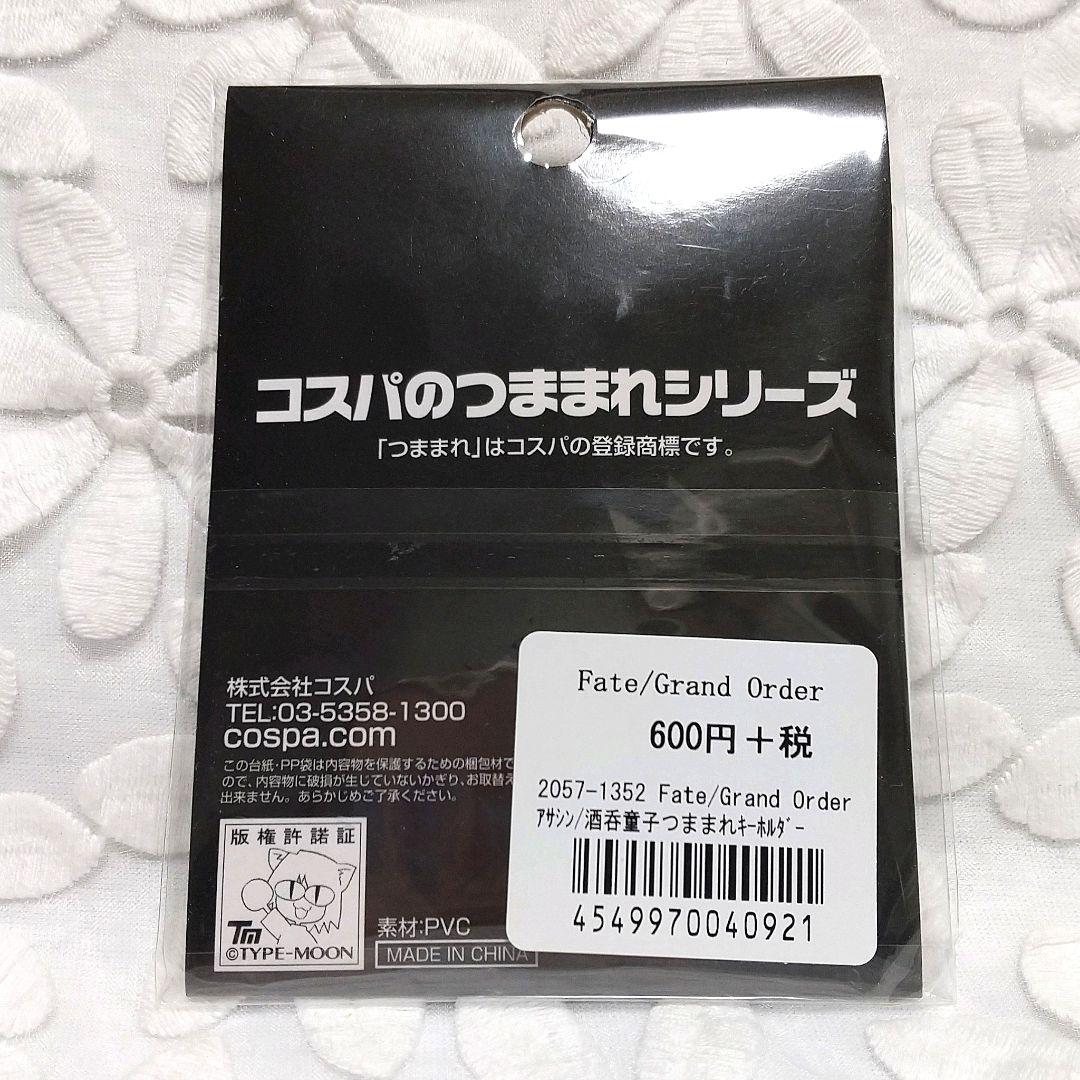 コスパのつままれシリーズ
「つままれ」はコスパの登録商標です。
株式会社コスパ
TEL:03-5358-1300
cospa.com
この台紙・PP袋は内容物を保護するための梱包材で
ので、内容物に破損が生じていないかぎり、お取替え
出来ません。あらかじめご了承ください。
版権許諾証
TM
©TYPE-MOON
素材:PVC
MADE IN CHINA
Fate/Grand Order
600円+税
2057-1352 Fate/Grand Order
ｱｻｼﾝ/酒呑童子つままれｷｰﾎﾙﾀﾞｰ
4549970040921